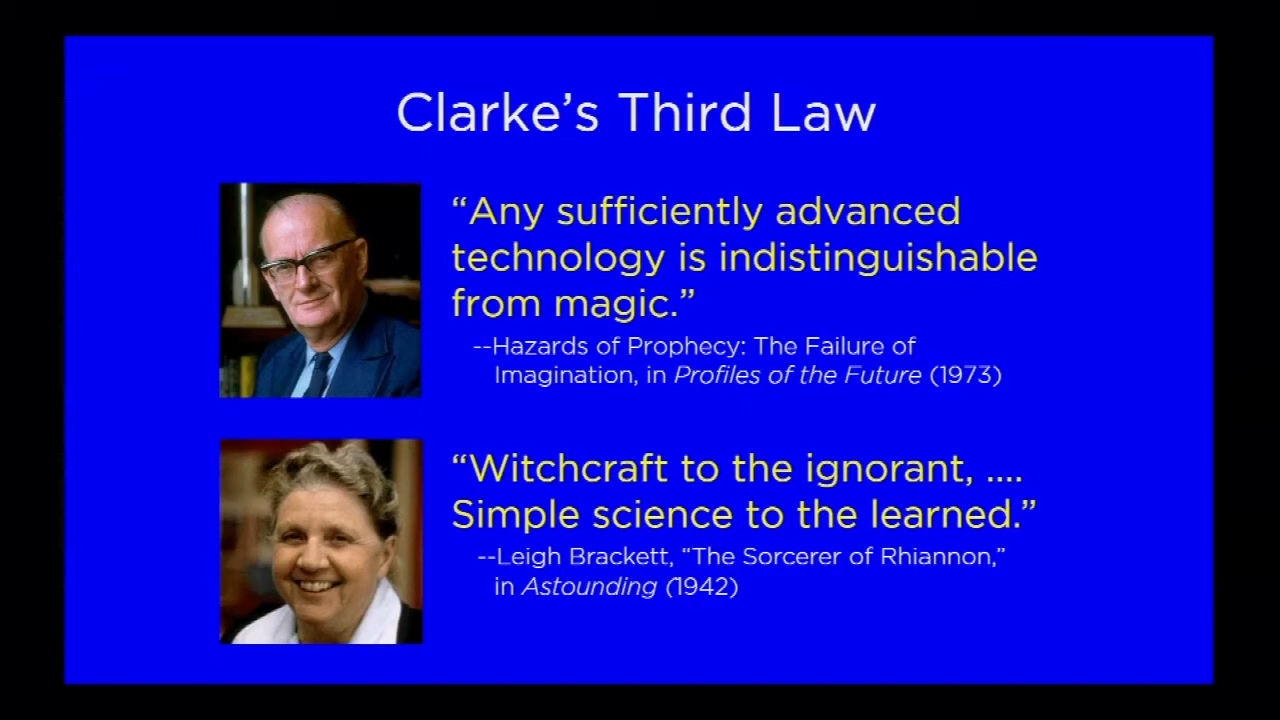 Clarke’s Third Law
“Any sufficiently advanced
technology is indistinguishable
from magic.”
--Hazards of Prophecy: The Failure of
Imagination, in Profiles of the Future (1973)
“Witchcraft to the ignorant, ....
Simple science to the learned.”
--Leigh Brackett, “The Sorcerer of Rhiannon,”
in Astounding (1942)